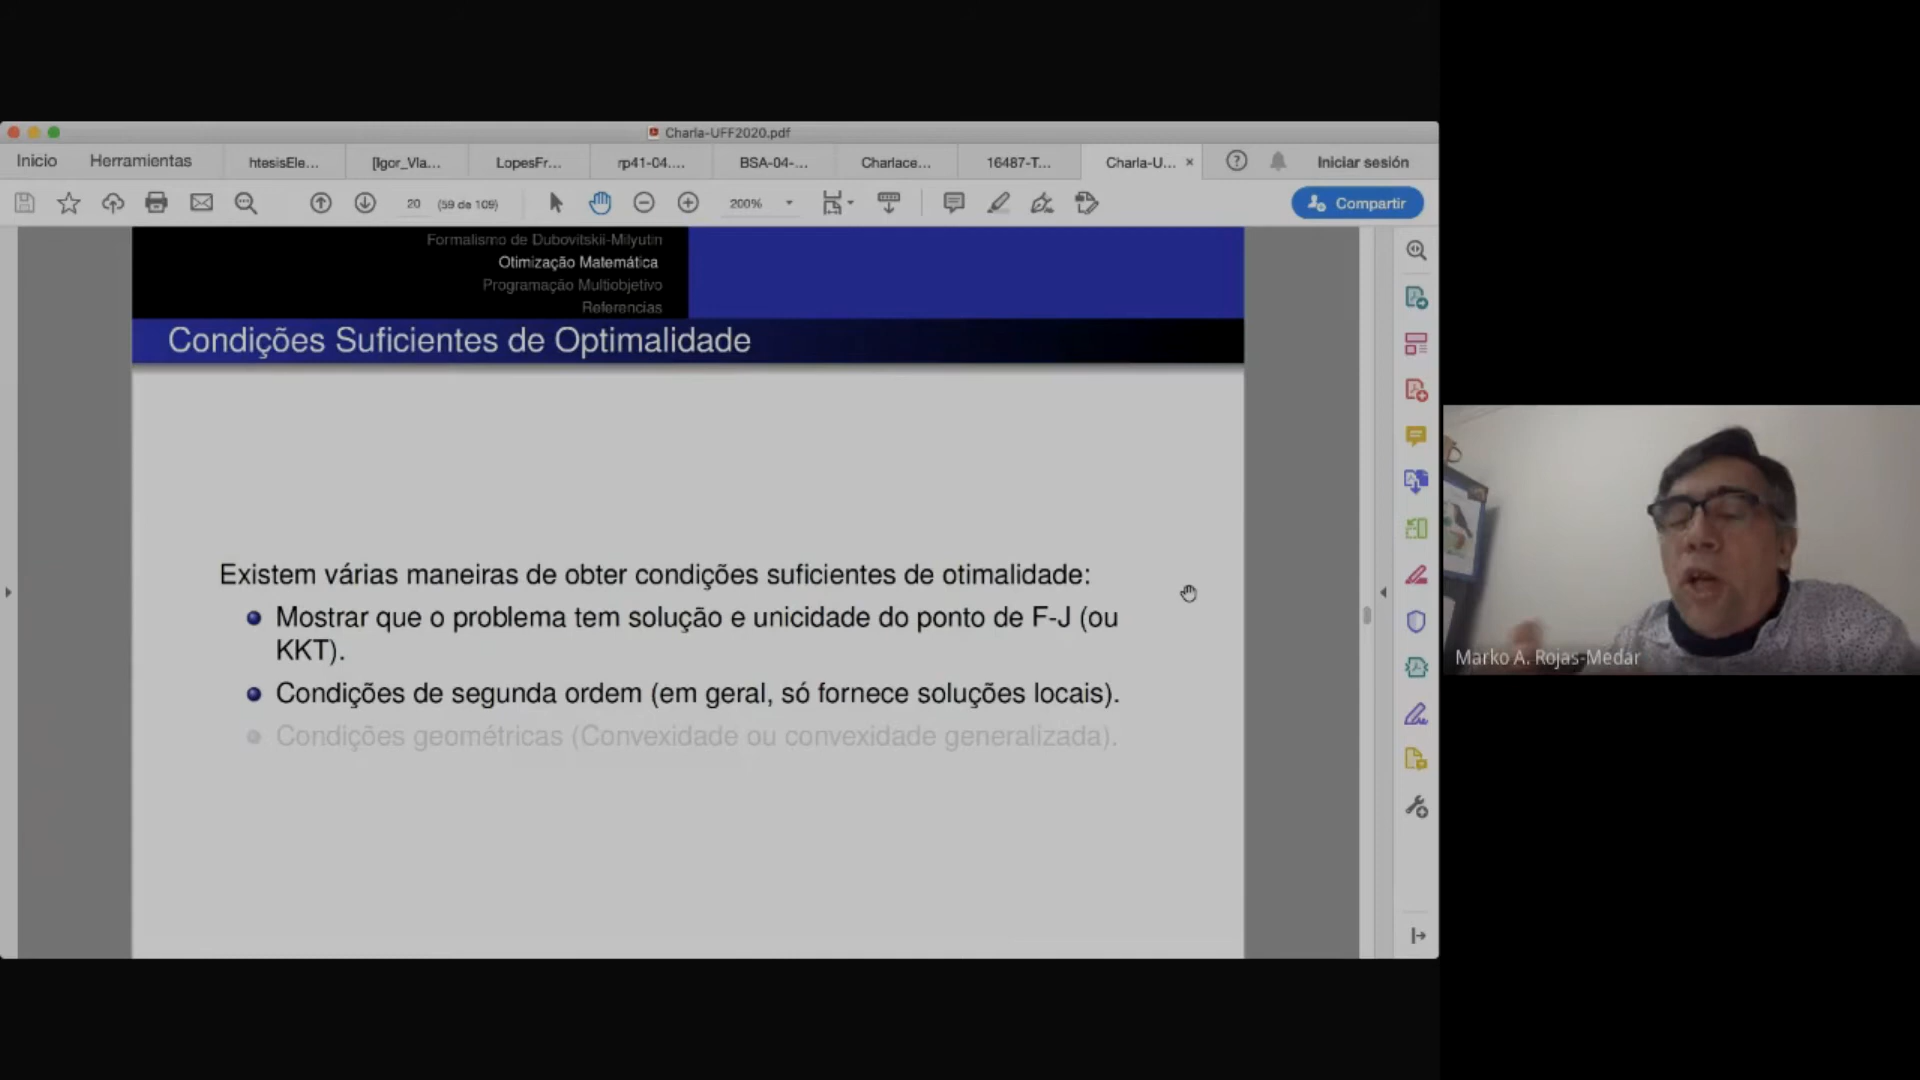 Charla-UFF2020.pdf
Inicio Herramientas htesisEle... [Igor_Vla... LopesFr... rp41-04.... BSA-04-... Charlace... 16487-T... Charla-U... × Iniciar sesión
20 (59 de 109) 200% Compartir
Formalismo de Dubovitskii-Milyutin
Otimização Matemática
Programação Multiobjetivo
Referencias
Condições Suficientes de Optimalidade
Existem várias maneiras de obter condições suficientes de otimalidade:
Mostrar que o problema tem solução e unicidade do ponto de F-J (ou
KKT).
Condições de segunda ordem (em geral, só fornece soluções locais).
Condições geométricas (Convexidade ou convexidade generalizada).
Marko A. Rojas-Medar